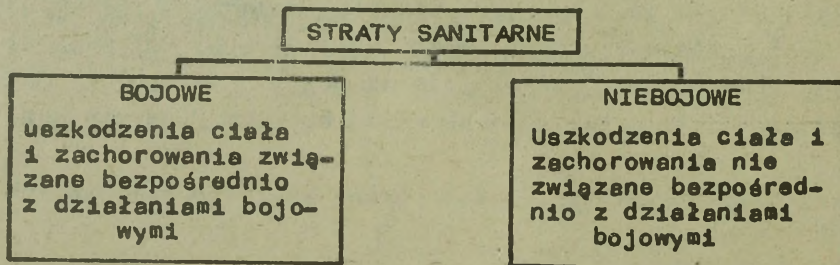 STRATY SANITARNE
BOJOWE
uszkodzenia ciała
i zachorowania zwią-
zane bezpośrednio
z działaniami bojo-
wymi
NIEBOJOWE
Uszkodzenia ciała i
zachorowania nie
związane bezpośred-
nio z działaniami
bojowymi